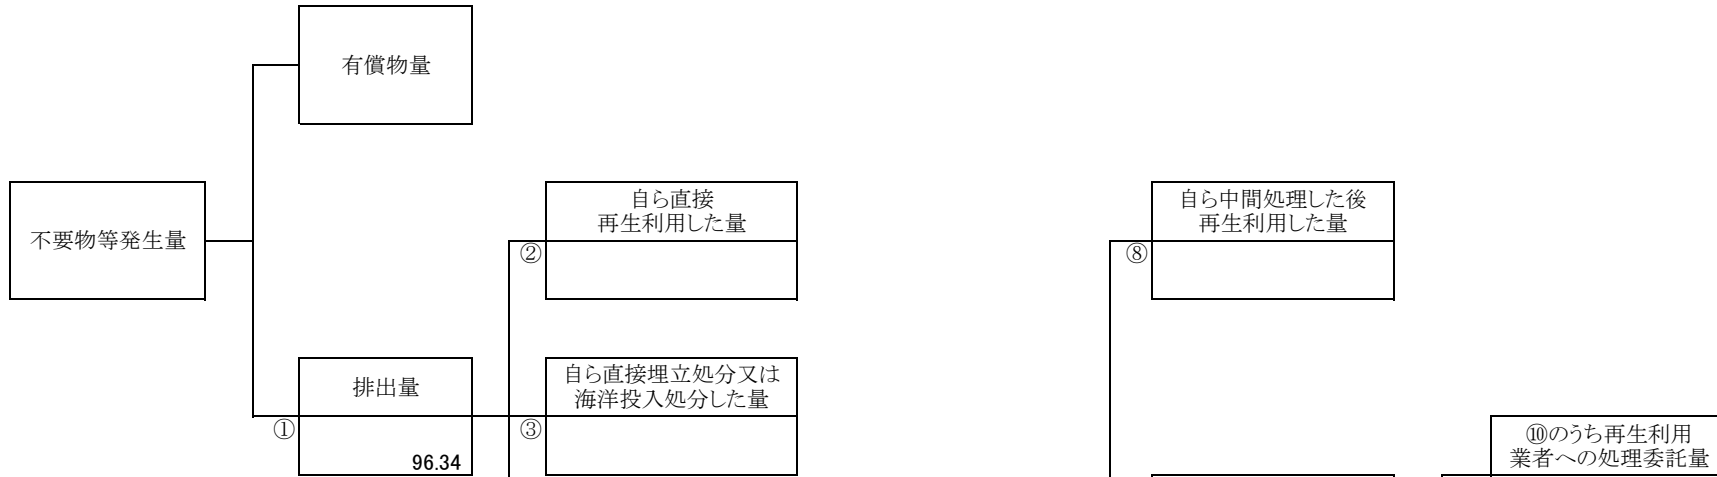 有償物量
不要物等発生量
自ら直接
再生利用した量
②
自ら中間処理した後
再生利用した量
⑧
排出量
①
96.34
自ら直接埋立処分又は
海洋投入処分した量
③
⑩のうち再生利用
業者への処理委託量